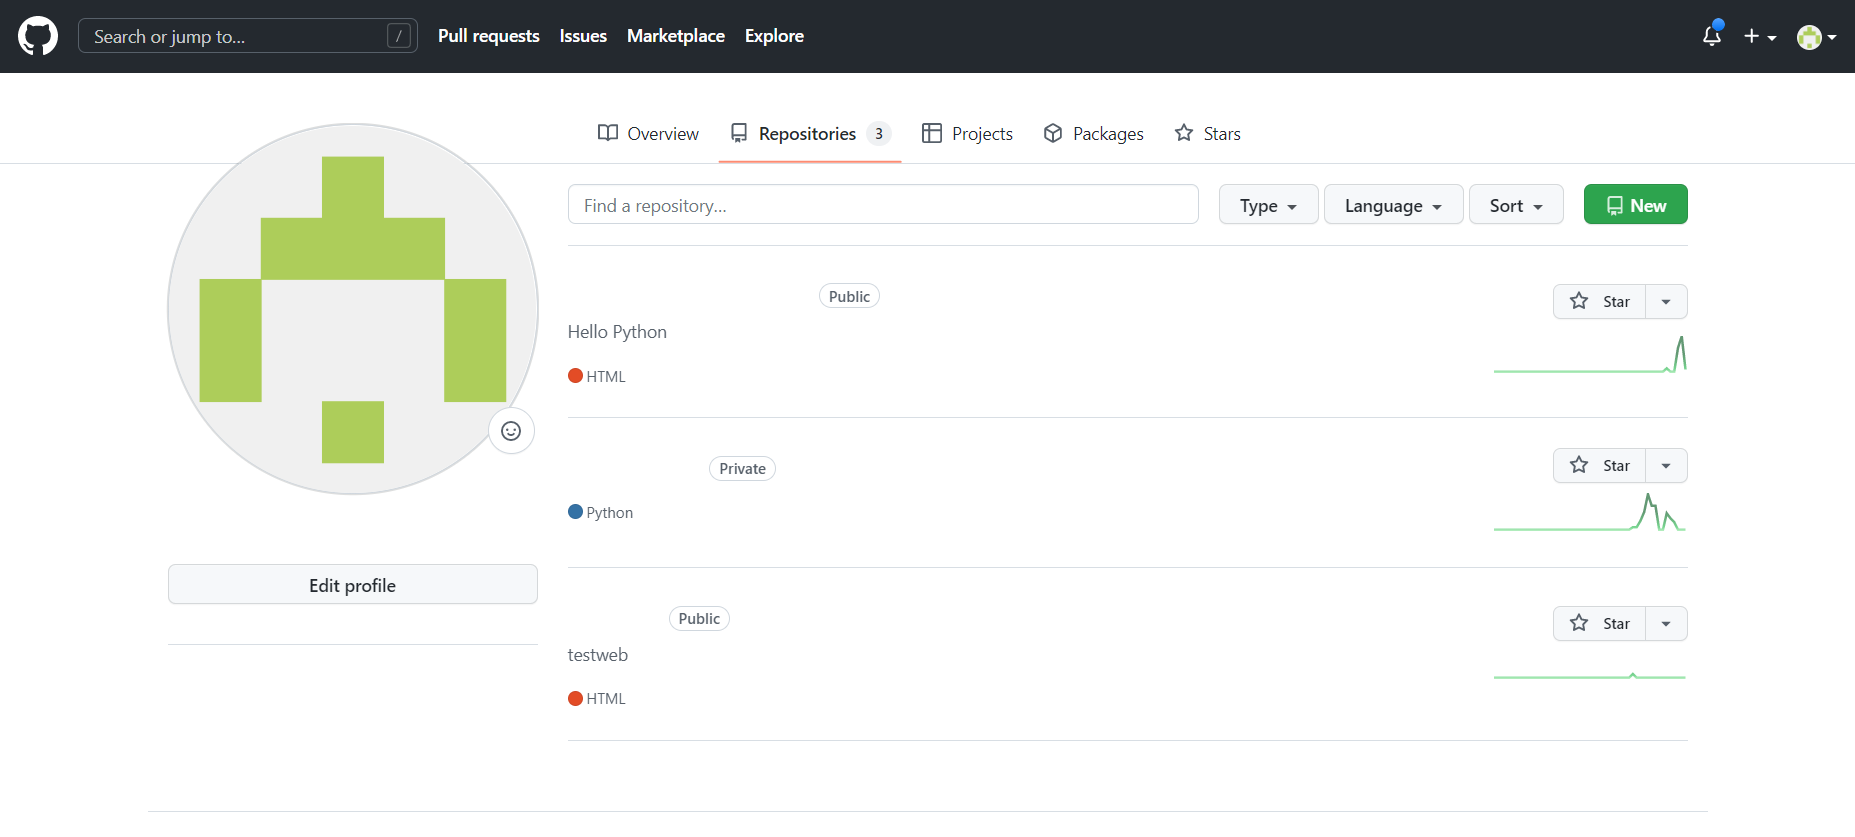 Search or jump to... /
Pull requests Issues Marketplace Explore
Overview Repositories 3 Projects Packages Stars
Find a repository... Type Language Sort New
Public Star
Hello Python
HTML
Private Star
Python
Edit profile
Public Star
testweb
HTML